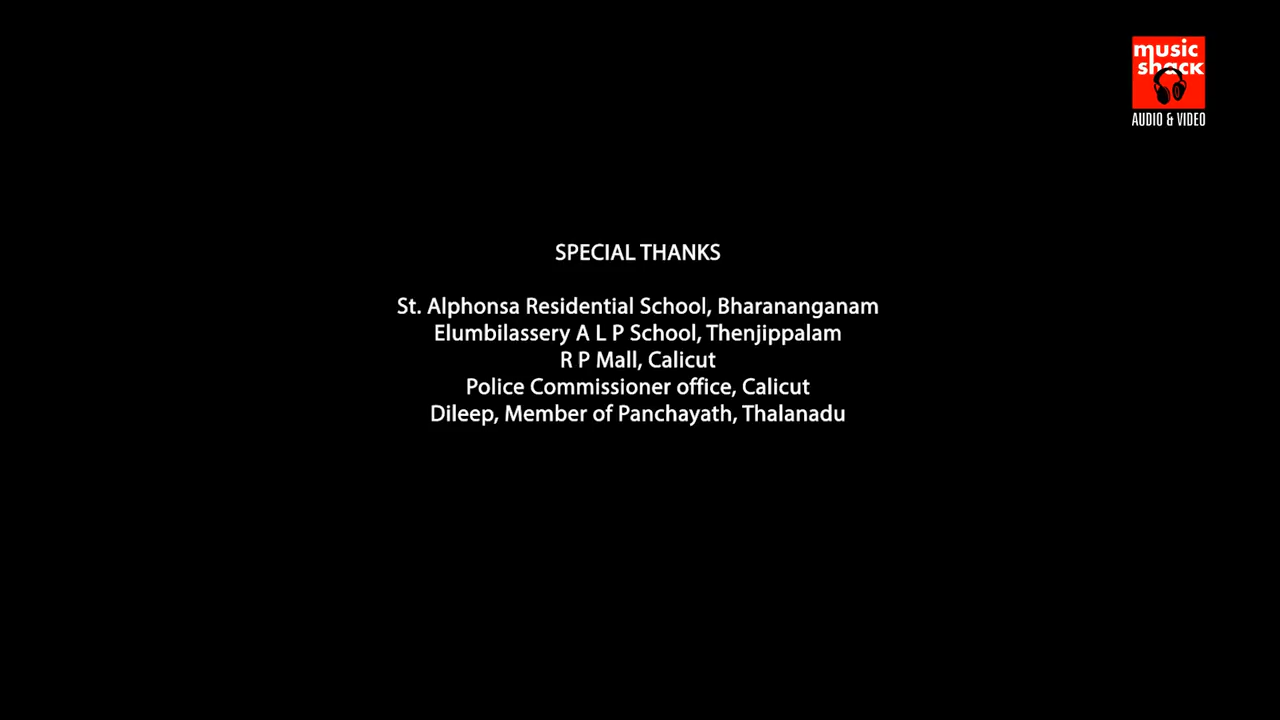 music
shack
AUDIO & VIDEO
SPECIAL THANKS
St. Alphonsa Residential School, Bharananganam
Elumbilassery A L P School, Thenjippalam
R P Mall, Calicut
Police Commissioner office, Calicut
Dileep, Member of Panchayath, Thalanadu